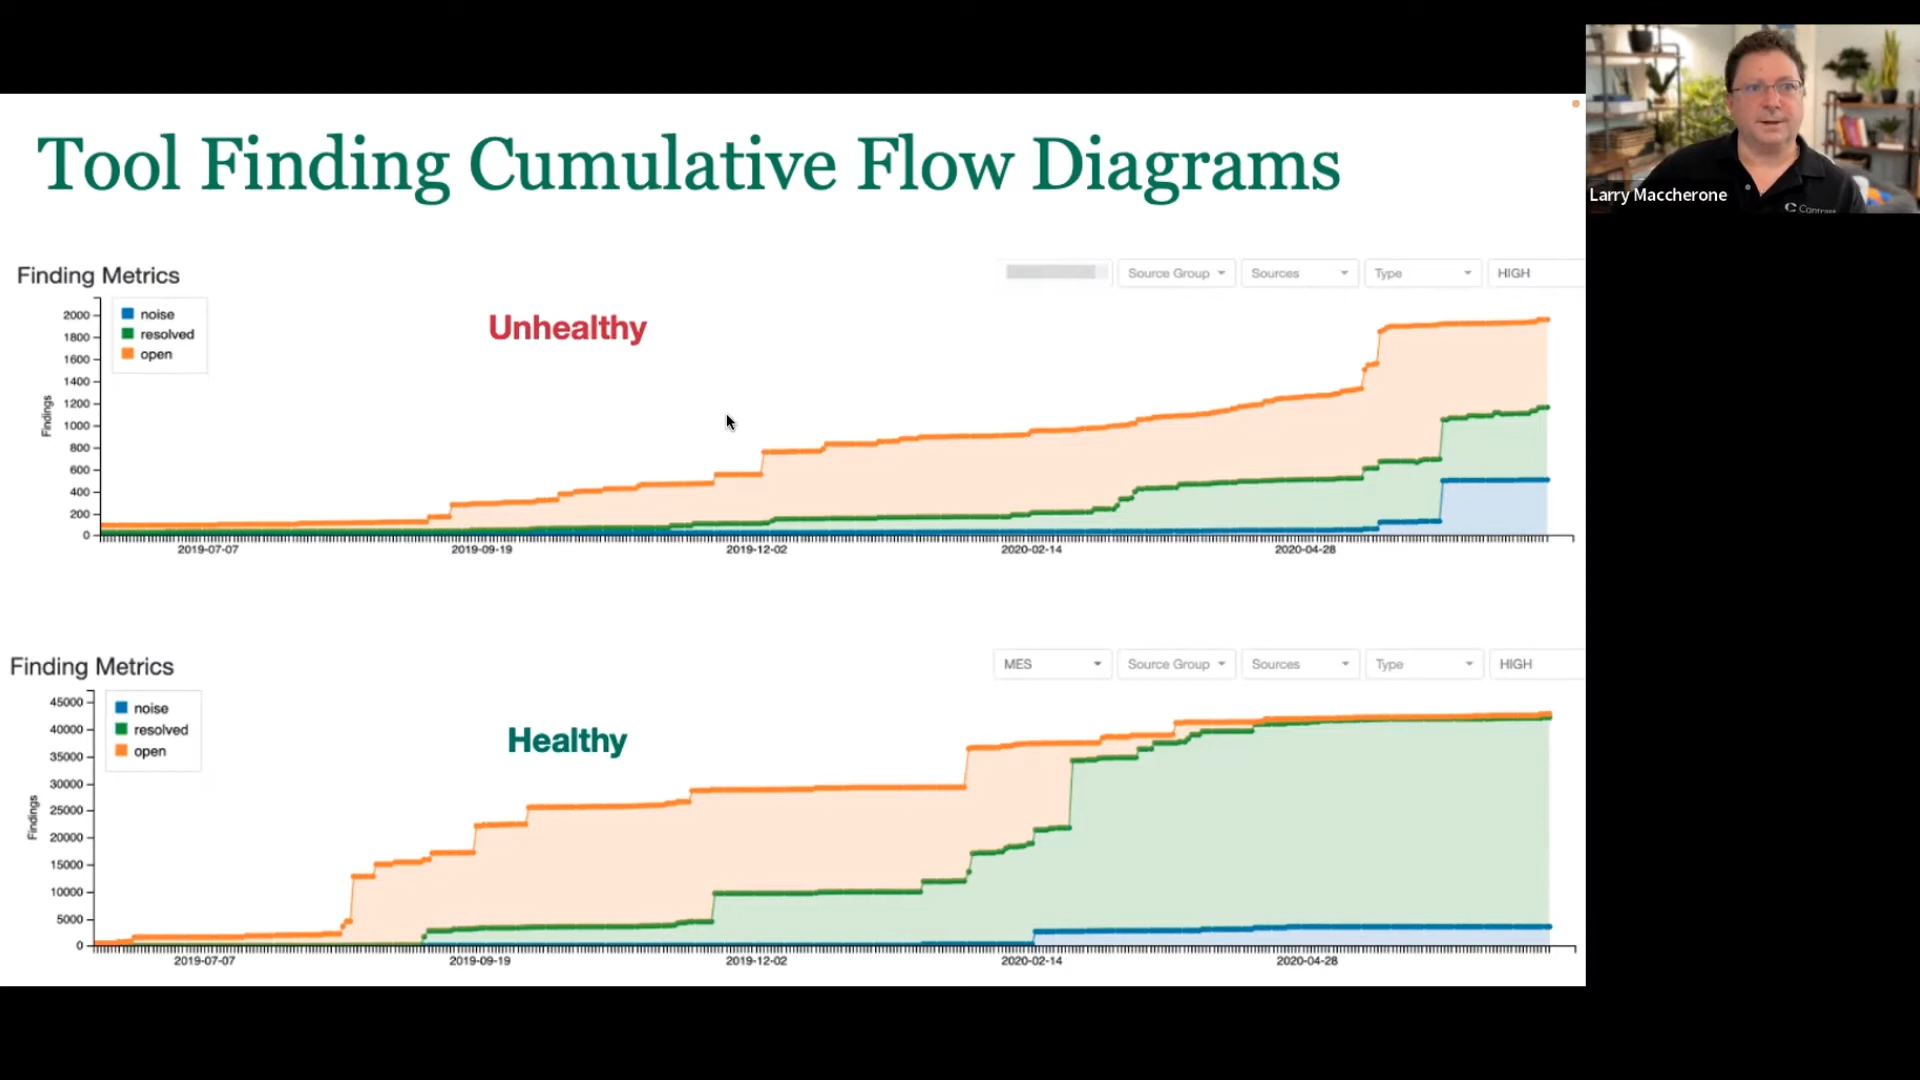 Larry Maccherone
Contrast
Tool Finding Cumulative Flow Diagrams
Finding Metrics
Source Group
Sources
Type
HIGH
noise
resolved
open
Unhealthy
Findings
2000
1800
1600
1400
1200
1000
800
600
400
200
0
2019-07-07
2019-09-19
2019-12-02
2020-02-14
2020-04-28
Finding Metrics
MES
Source Group
Sources
Type
HIGH
noise
resolved
open
Healthy
Findings
45000
40000
35000
30000
25000
20000
15000
10000
5000
0
2019-07-07
2019-09-19
2019-12-02
2020-02-14
2020-04-28